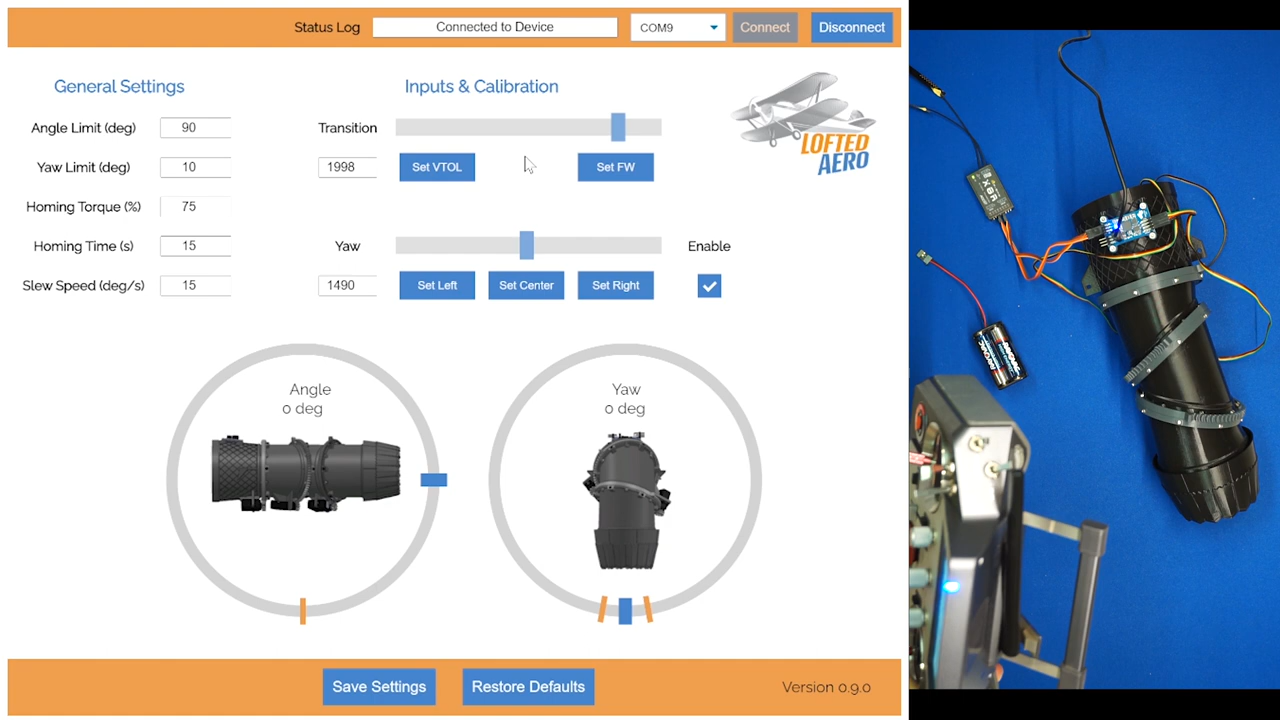 Status Log Connected to Device COM9 Connect Disconnect
General Settings
Inputs & Calibration
Angle Limit (deg) 90
Transition
Yaw Limit (deg) 10
1998 Set VTOL Set FW
LOFTED
AERO
Homing Torque (%) 75
Homing Time (s) 15
Yaw
Enable
Slew Speed (deg/s) 15
1490 Set Left Set Center Set Right
Angle
0 deg
Yaw
0 deg
Save Settings Restore Defaults Version 0.9.0
X8R
RAYOVAC